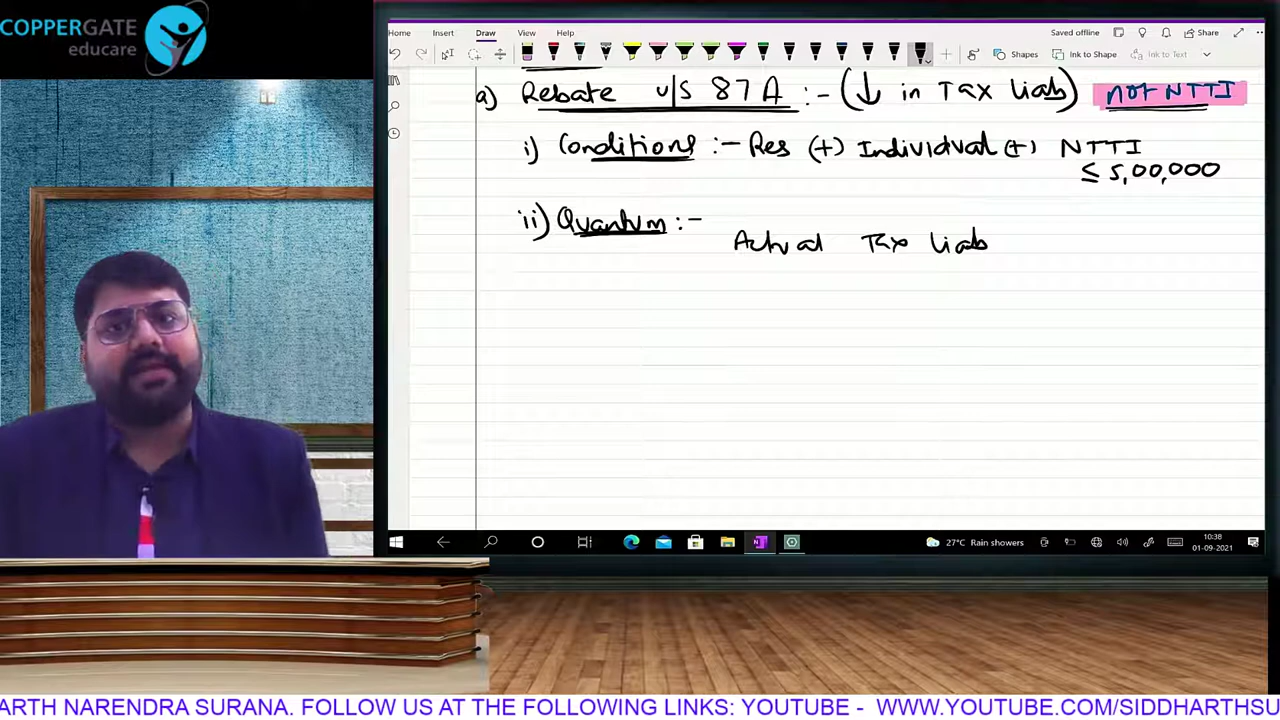 COPPERGATE
educare
Home Insert Draw View Help
Saved offline
Share
Shapes
Ink to Shape
Ink to Text
a) Rebate u/s 87A :- (↓ in Tax liab) not NTTI
i) Conditions :- Res (+) Individual (+) NTTI
≤ 5,00,000
ii) Quantum :-
Actual Tax liab
27°C Rain showers
10:38
01-09-2021
ARTH NARENDRA SURANA. FOLLOW US AT THE FOLLOWING LINKS: YOUTUBE - WWW.YOUTUBE.COM/SIDDHARTHSU